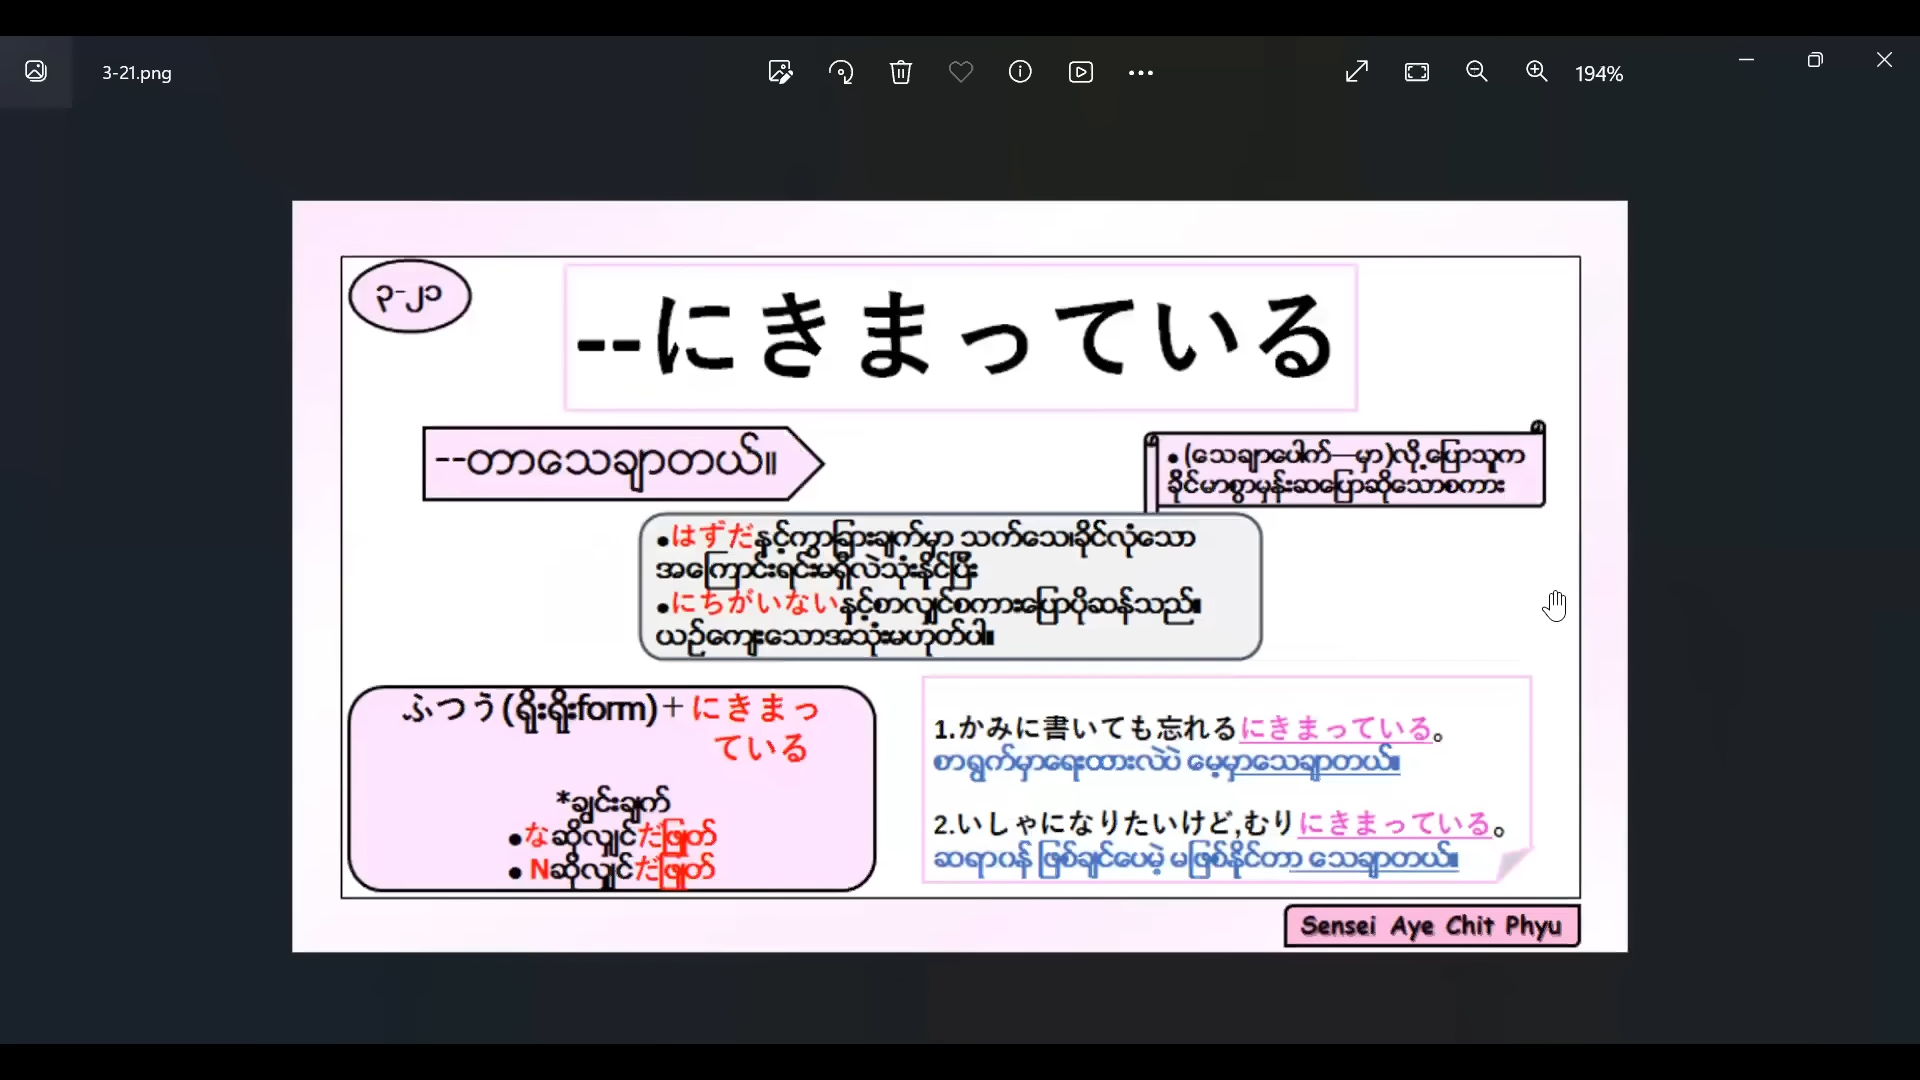 3-21.png
194%
၃-၂၁
--にきまっている
--တာသေချာတယ်။
• (သေချာပေါက်—မှာ)လို့ပြောသူက
ခိုင်မာစွာမှန်းဆပြောဆိုသောစကား
•はずだနှင့်ကွာခြားချက်မှာ သက်သေ၊ခိုင်လုံသော
အကြောင်းရင်းမရှိလဲသုံးနိုင်ပြီး
•にちがいないနှင့်စာလျှင်စကားပြောပိုဆန်သည်။
ယဉ်ကျေးသောအသုံးမဟုတ်ပါ။
ふつう(ရိုးရိုးform)+にきまっ
ている
*ချွင်းချက်
•なဆိုလျှင်だဖြုတ်
• Nဆိုလျှင်だဖြုတ်
1.かみに書いても忘れるにきまっている。
စာရွက်မှာရေးထားလဲပဲ မေ့မှာသေချာတယ်။
2.いしゃになりたいけど,むりにきまっている。
ဆရာ၀န် ဖြစ်ချင်ပေမဲ့ မဖြစ်နိုင်တာ သေချာတယ်။
Sensei Aye Chit Phyu